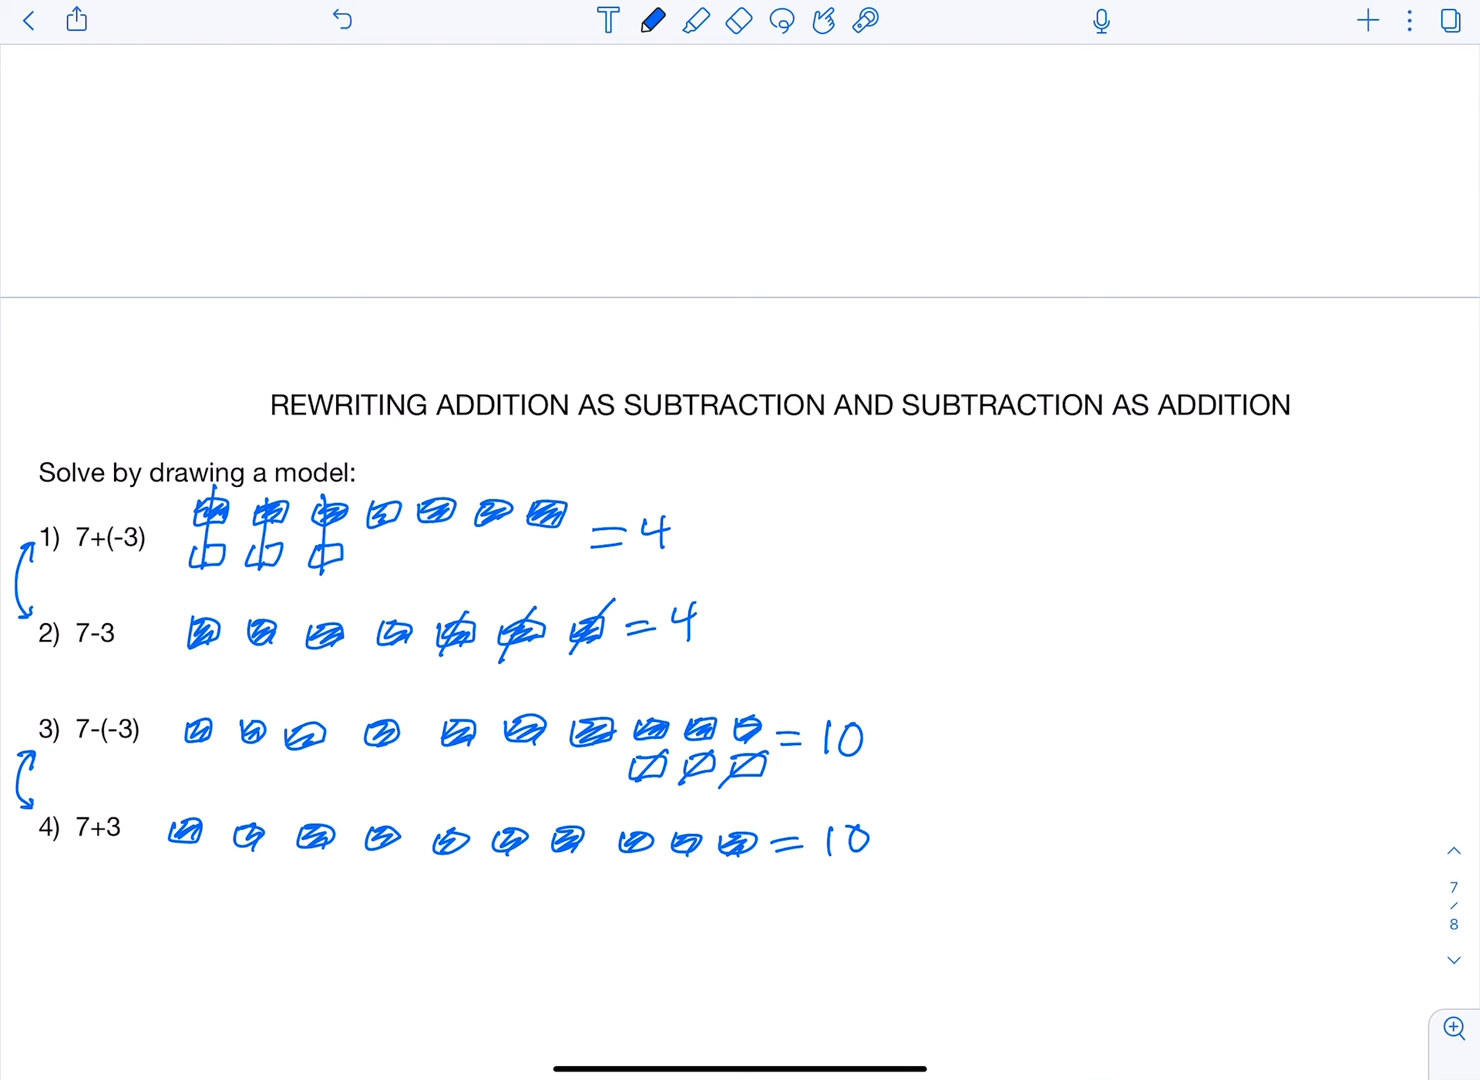 REWRITING ADDITION AS SUBTRACTION AND SUBTRACTION AS ADDITION
Solve by drawing a model:
1) 7+(-3) = 4
2) 7-3 = 4
3) 7-(-3) = 10
4) 7+3 = 10
7
/
8